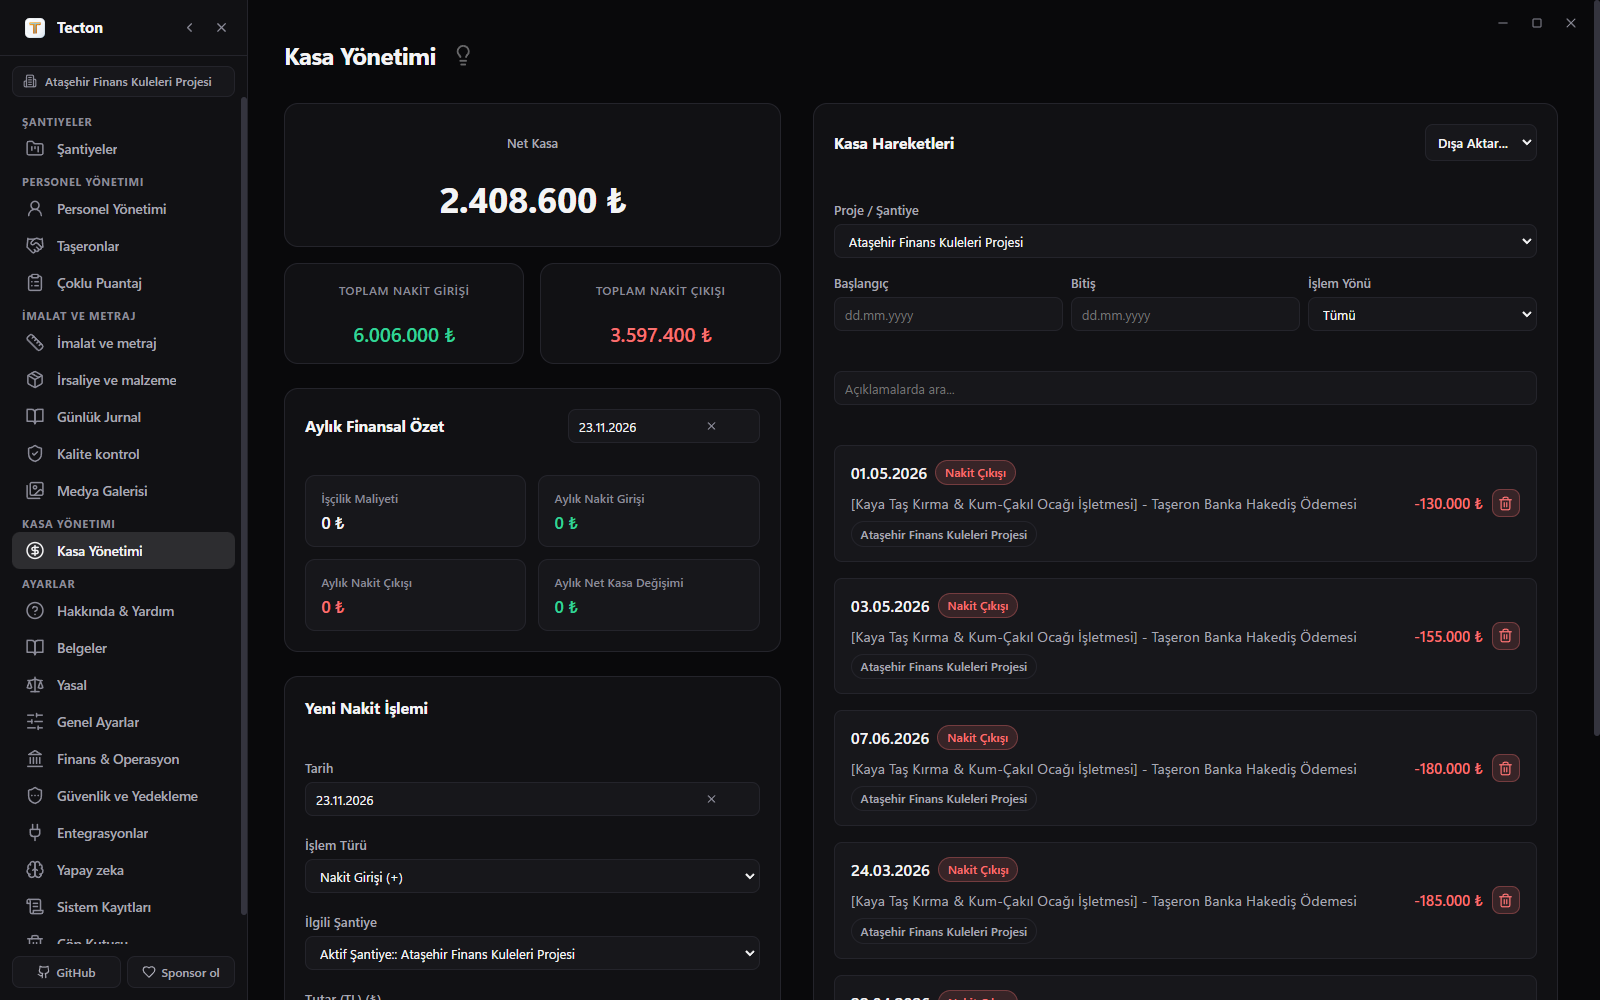 Tecton
Ataşehir Finans Kuleleri Projesi
ŞANTIYELER
Şantiyeler
PERSONEL YÖNETIMI
Personel Yönetimi
Taşeronlar
Çoklu Puantaj
İMALAT VE METRAJ
İmalat ve metraj
İrsaliye ve malzeme
Günlük Jurnal
Kalite kontrol
Medya Galerisi
KASA YÖNETIMI
Kasa Yönetimi
AYARLAR
Hakkında & Yardım
Belgeler
Yasal
Genel Ayarlar
Finans & Operasyon
Güvenlik ve Yedekleme
Entegrasyonlar
Yapay zeka
Sistem Kayıtları
Çöp Kutusu
GitHub
Sponsor ol
Kasa Yönetimi
Net Kasa
2.408.600 ₺
TOPLAM NAKİT GİRİŞİ
6.006.000 ₺
TOPLAM NAKİT ÇIKIŞI
3.597.400 ₺
Aylık Finansal Özet
23.11.2026
İşçilik Maliyeti
0 ₺
Aylık Nakit Girişi
0 ₺
Aylık Nakit Çıkışı
0 ₺
Aylık Net Kasa Değişimi
0 ₺
Yeni Nakit İşlemi
Tarih
23.11.2026
İşlem Türü
Nakit Girişi (+)
İlgili Şantiye
Aktif Şantiye:: Ataşehir Finans Kuleleri Projesi
Tutar (TL) (₺)
Kasa Hareketleri
Dışa Aktar...
Proje / Şantiye
Ataşehir Finans Kuleleri Projesi
Başlangıç
Bitiş
İşlem Yönü
dd.mm.yyyy
dd.mm.yyyy
Tümü
Açıklamalarda ara...
01.05.2026 Nakit Çıkışı
[Kaya Taş Kırma & Kum-Çakıl Ocağı İşletmesi] - Taşeron Banka Hakediş Ödemesi
-130.000 ₺
Ataşehir Finans Kuleleri Projesi
03.05.2026 Nakit Çıkışı
[Kaya Taş Kırma & Kum-Çakıl Ocağı İşletmesi] - Taşeron Banka Hakediş Ödemesi
-155.000 ₺
Ataşehir Finans Kuleleri Projesi
07.06.2026 Nakit Çıkışı
[Kaya Taş Kırma & Kum-Çakıl Ocağı İşletmesi] - Taşeron Banka Hakediş Ödemesi
-180.000 ₺
Ataşehir Finans Kuleleri Projesi
24.03.2026 Nakit Çıkışı
[Kaya Taş Kırma & Kum-Çakıl Ocağı İşletmesi] - Taşeron Banka Hakediş Ödemesi
-185.000 ₺
Ataşehir Finans Kuleleri Projesi